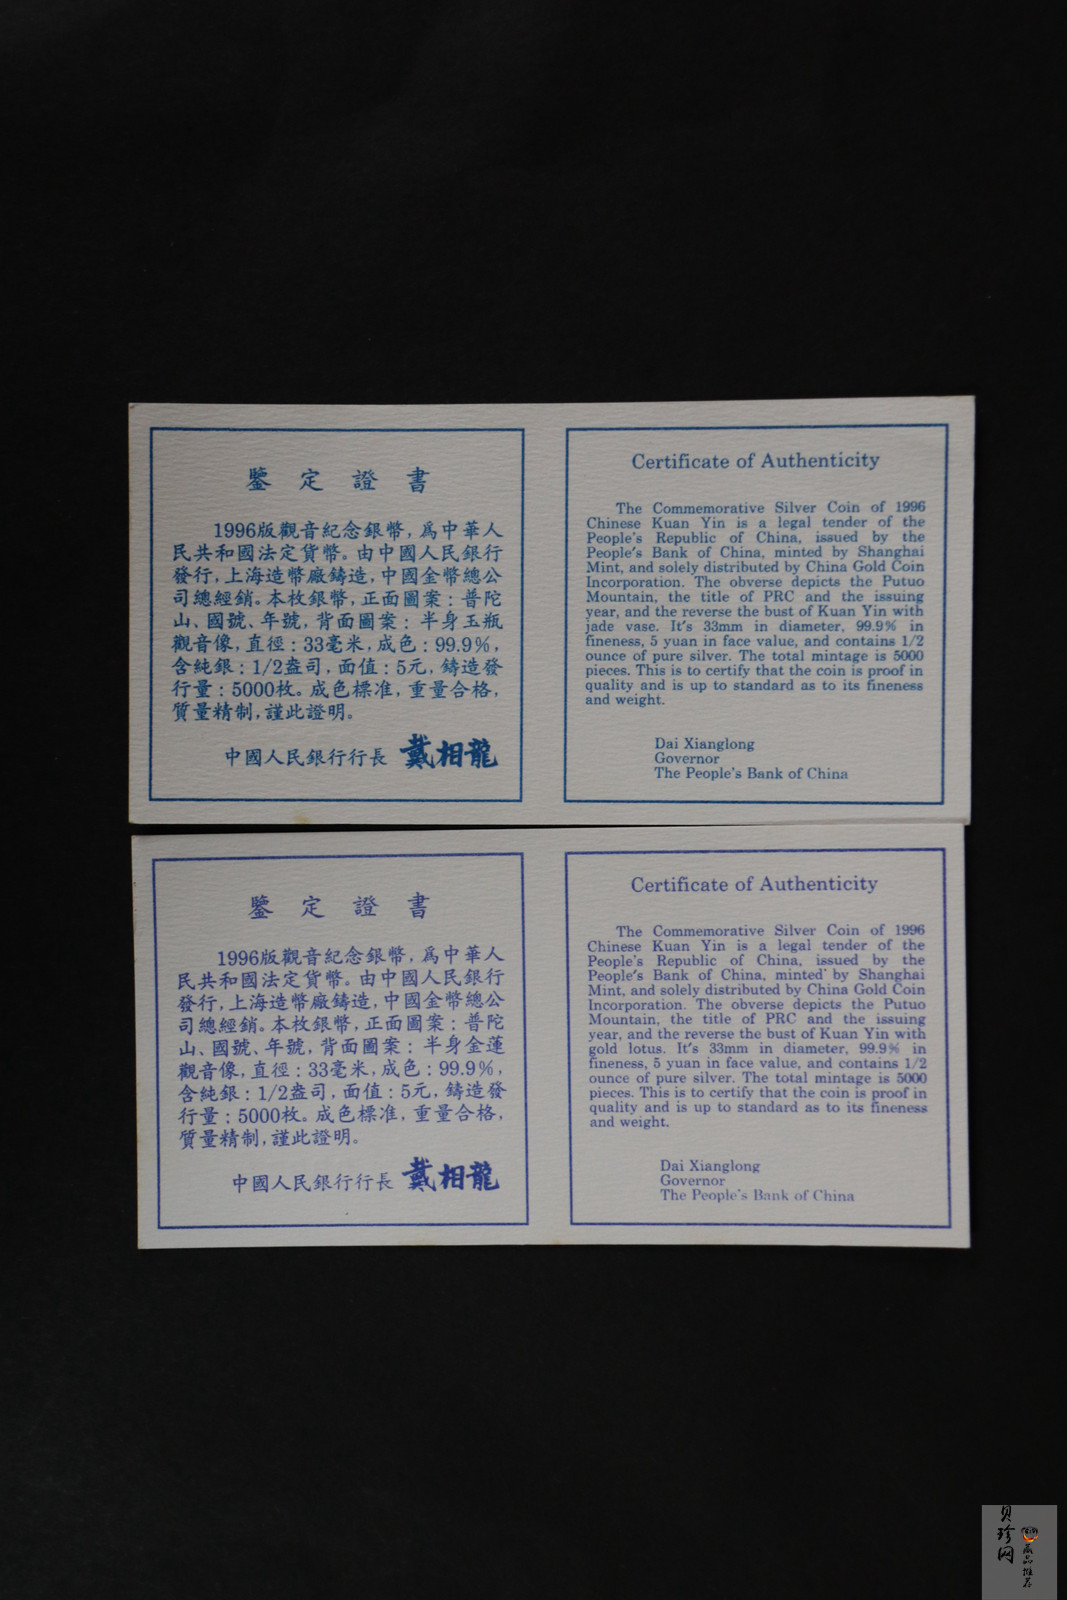 鑒定證書
1996版觀音紀念銀幣，爲中華人
民共和國法定貨幣。由中國人民銀行
發行，上海造幣廠鑄造，中國金幣總公
司總經銷。本枚銀幣，正面圖案：普陀
山、國號、年號，背面圖案：半身玉瓶
觀音像，直徑：33毫米，成色：99.9%，
含純銀：1/2盎司，面值：5元，鑄造發
行量：5000枚。成色標准，重量合格，
質量精制，謹此證明。
中國人民銀行行長 戴相龍
Certificate of Authenticity
The Commemorative Silver Coin of 1996
Chinese Kuan Yin is a legal tender of the
People's Republic of China, issued by the
People's Bank of China, minted by Shanghai
Mint, and solely distributed by China Gold Coin
Incorporation. The obverse depicts the Putuo
Mountain, the title of PRC and the issuing
year, and the reverse the bust of Kuan Yin with
jade vase. It's 33mm in diameter, 99.9% in
fineness, 5 yuan in face value, and contains 1/2
ounce of pure silver. The total mintage is 5000
pieces. This is to certify that the coin is proof in
quality and is up to standard as to its fineness
and weight.
Dai Xianglong
Governor
The People's Bank of China
鑒定證書
1996版觀音紀念銀幣，爲中華人
民共和國法定貨幣。由中國人民銀行
發行，上海造幣廠鑄造，中國金幣總公
司總經銷。本枚銀幣，正面圖案：普陀
山、國號、年號，背面圖案：半身金蓮
觀音像，直徑：33毫米，成色：99.9%，
含純銀：1/2盎司，面值：5元，鑄造發
行量：5000枚。成色標准，重量合格，
質量精制，謹此證明。
中國人民銀行行長 戴相龍
Certificate of Authenticity
The Commemorative Silver Coin of 1996
Chinese Kuan Yin is a legal tender of the
People's Republic of China, issued by the
People's Bank of China, minted by Shanghai
Mint, and solely distributed by China Gold Coin
Incorporation. The obverse depicts the Putuo
Mountain, the title of PRC and the issuing
year, and the reverse the bust of Kuan Yin with
gold lotus. It's 33mm in diameter, 99.9% in
fineness, 5 yuan in face value, and contains 1/2
ounce of pure silver. The total mintage is 5000
pieces. This is to certify that the coin is proof in
quality and is up to standard as to its fineness
and weight.
Dai Xianglong
Governor
The People's Bank of China
贝珍网
藏品推荐